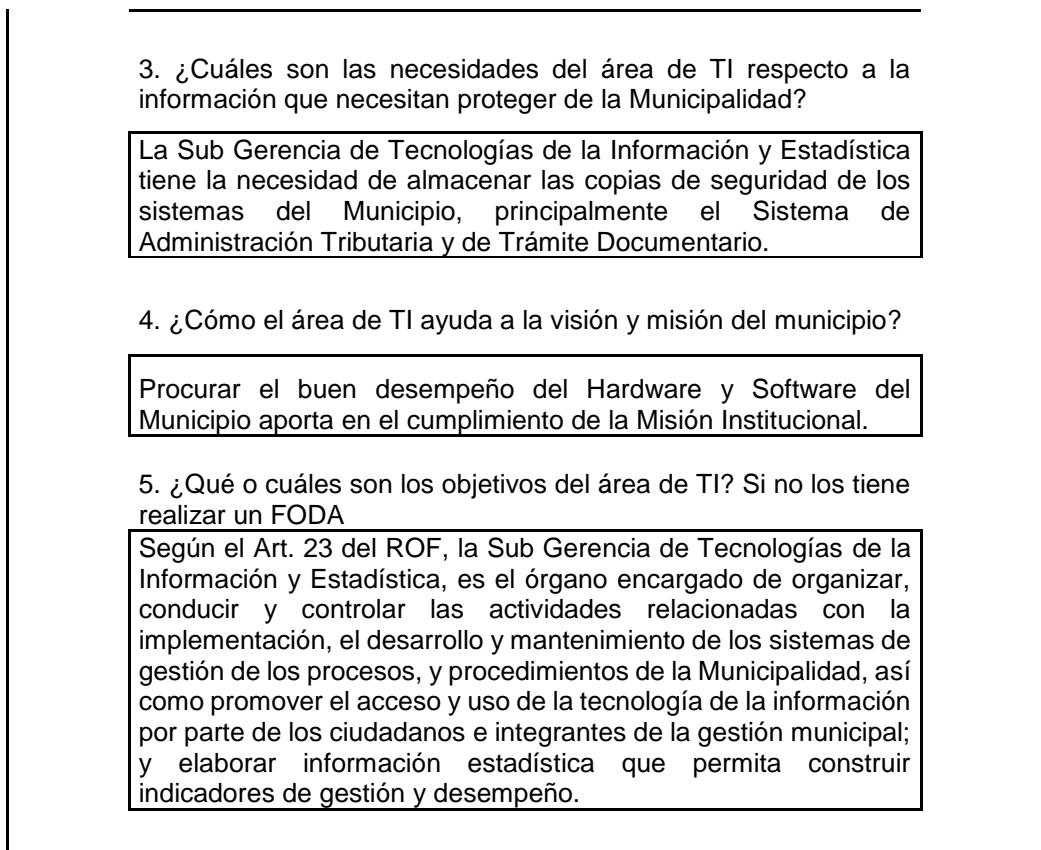 3. ¿Cuáles son las necesidades del área de TI respecto a la
información que necesitan proteger de la Municipalidad?
La Sub Gerencia de Tecnologías de la Información y Estadística
tiene la necesidad de almacenar las copias de seguridad de los
sistemas del Municipio, principalmente el Sistema de
Administración Tributaria y de Trámite Documentario.
4. ¿Cómo el área de TI ayuda a la visión y misión del municipio?
Procurar el buen desempeño del Hardware y Software del
Municipio aporta en el cumplimiento de la Misión Institucional.
5. ¿Qué o cuáles son los objetivos del área de TI? Si no los tiene
realizar un FODA
Según el Art. 23 del ROF, la Sub Gerencia de Tecnologías de la
Información y Estadística, es el órgano encargado de organizar,
conducir y controlar las actividades relacionadas con la
implementación, el desarrollo y mantenimiento de los sistemas de
gestión de los procesos, y procedimientos de la Municipalidad, así
como promover el acceso y uso de la tecnología de la información
por parte de los ciudadanos e integrantes de la gestión municipal;
y elaborar información estadística que permita construir
indicadores de gestión y desempeño.